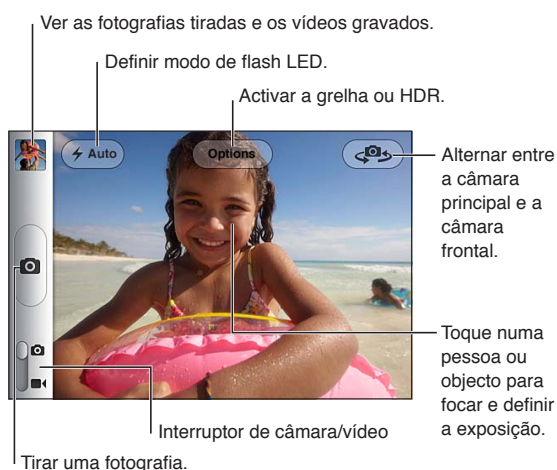 Ver as fotografias tiradas e os vídeos gravados.
Definir modo de flash LED.
Activar a grelha ou HDR.
Auto
Options
Alternar entre
a câmara
principal e a
câmara
frontal.
Toque numa
pessoa ou
objecto para
focar e definir
a exposição.
Interruptor de câmara/vídeo
Tirar uma fotografia.